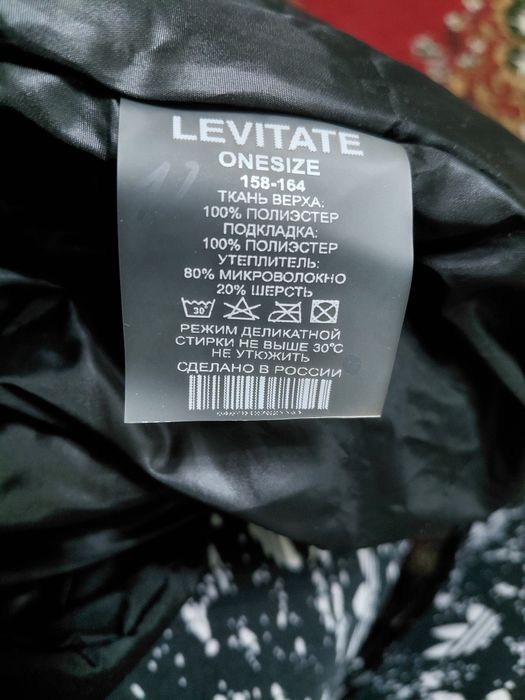 LEVITATE
ONESIZE
158-164
ТКАНЬ ВЕРХА:
100% ПОЛИЭСТЕР
ПОДКЛАДКА:
100% ПОЛИЭСТЕР
УТЕПЛИТЕЛЬ:
80% МИКРОВОЛОКНО
20% ШЕРСТЬ
30°
РЕЖИМ ДЕЛИКАТНОЙ
СТИРКИ НЕ ВЫШЕ 30°С
НЕ УТЮЖИТЬ
СДЕЛАНО В РОССИИ